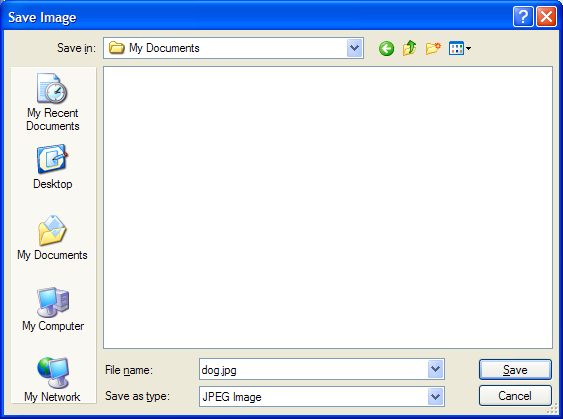 Save Image
Save in: My Documents
My Recent
Documents
Desktop
My Documents
My Computer
My Network
File name: dog.jpg Save
Save as type: JPEG Image Cancel